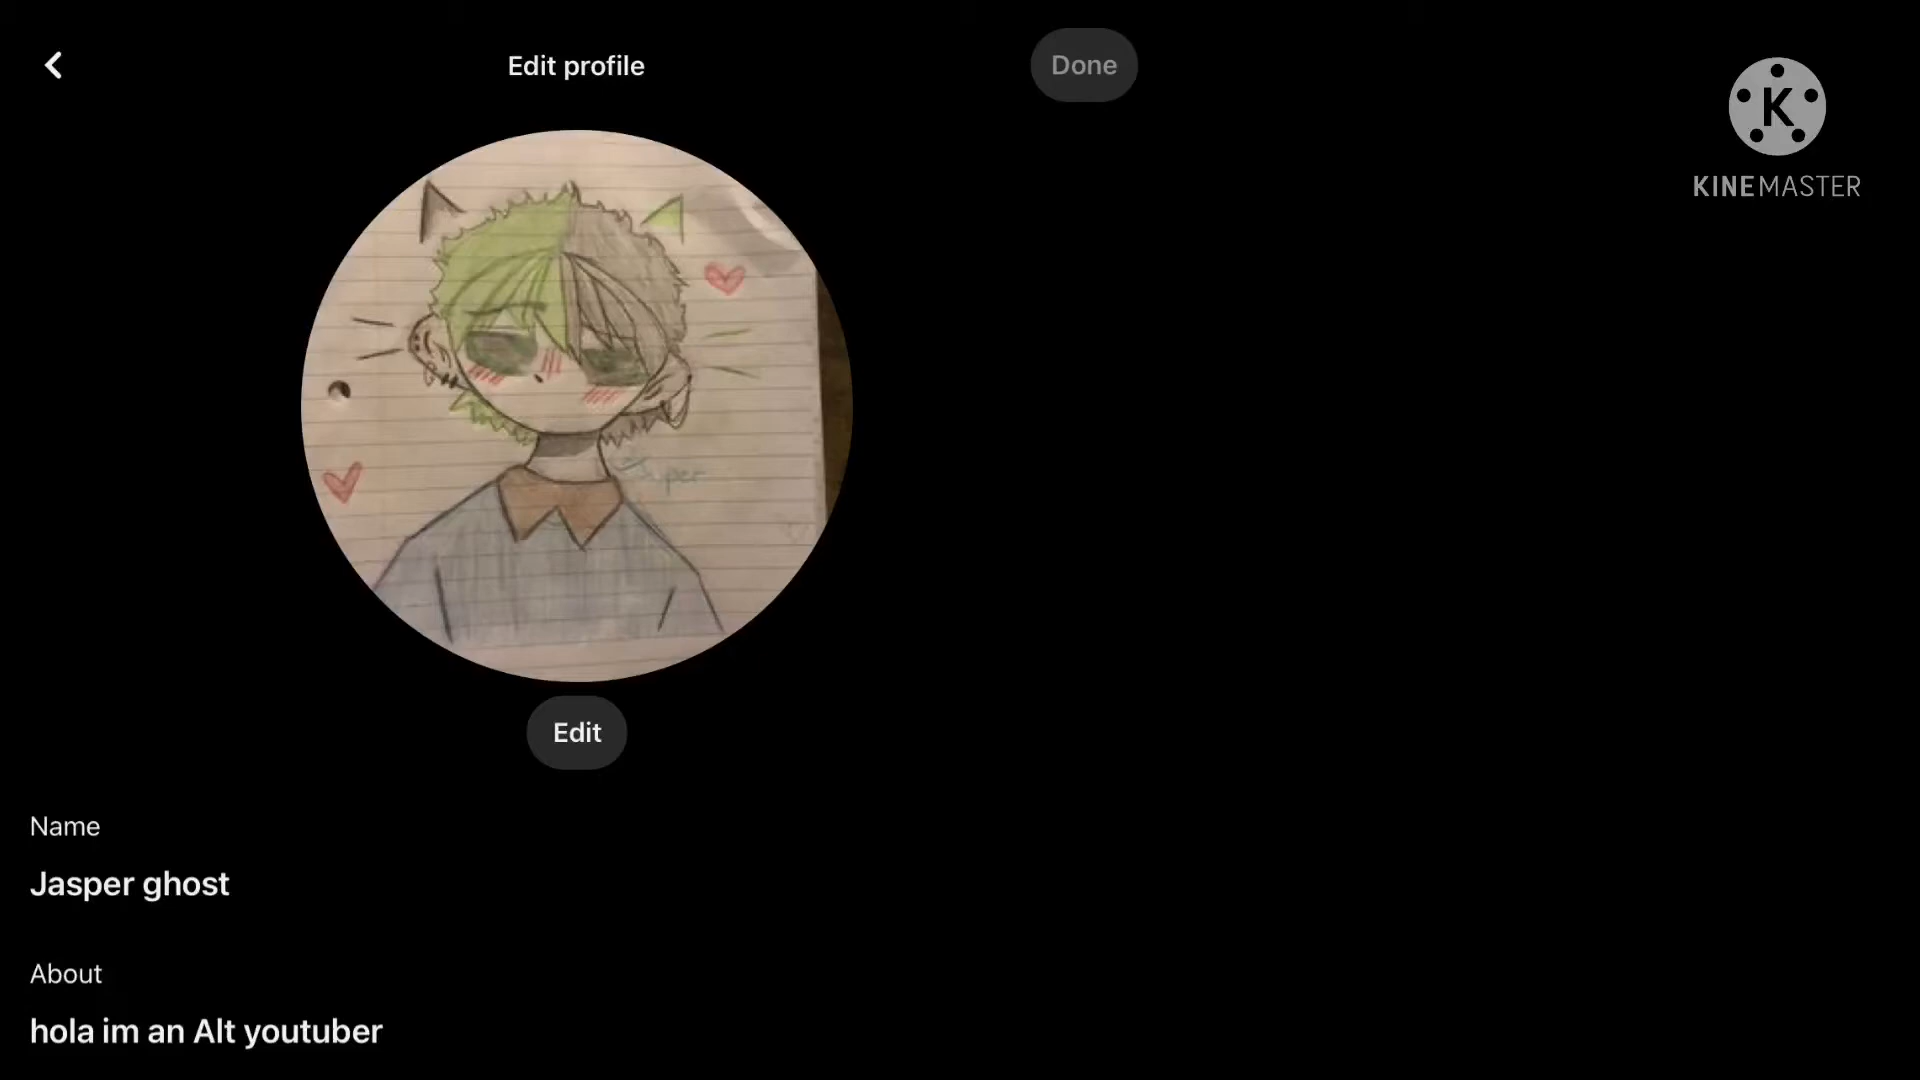 Edit profile
Done
K
KINEMASTER
Edit
Name
Jasper ghost
About
hola im an Alt youtuber